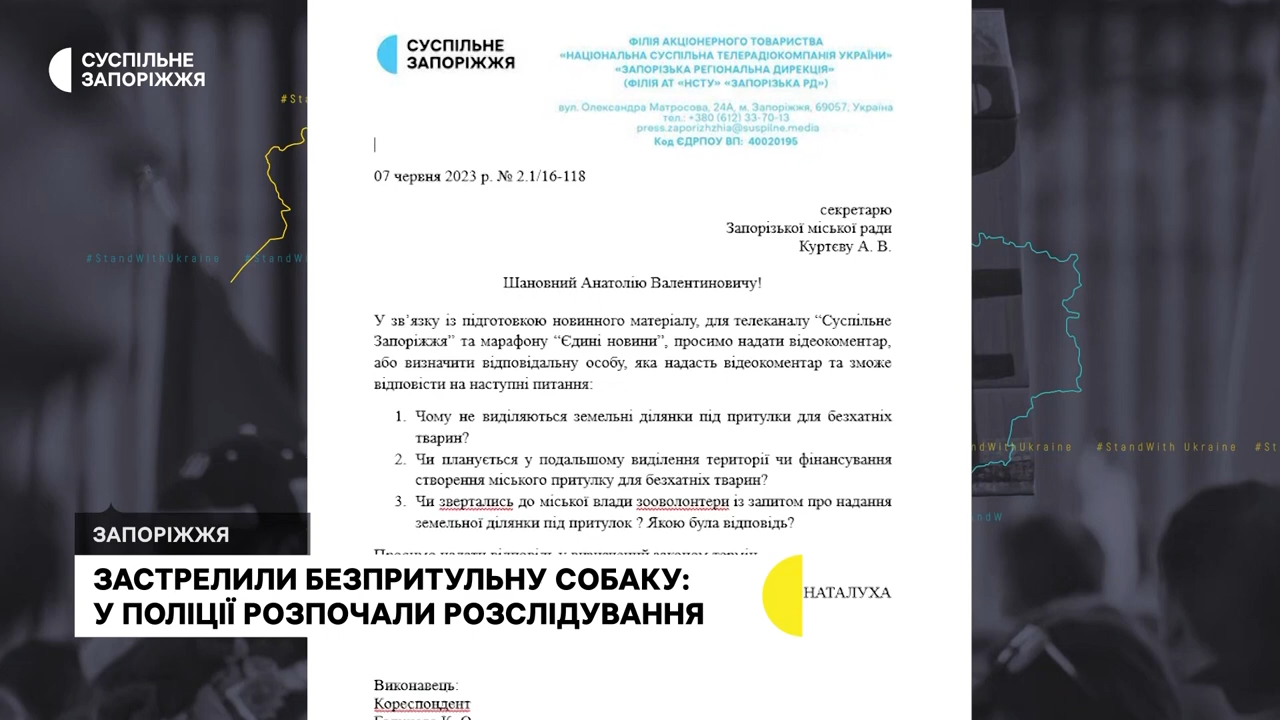 СУСПІЛЬНЕ
ЗАПОРІЖЖЯ
СУСПІЛЬНЕ
ЗАПОРІЖЖЯ
ФІЛІЯ АКЦІОНЕРНОГО ТОВАРИСТВА
«НАЦІОНАЛЬНА СУСПІЛЬНА ТЕЛЕРАДІОКОМПАНІЯ УКРАЇНИ»
«ЗАПОРІЗЬКА РЕГІОНАЛЬНА ДИРЕКЦІЯ»
(ФІЛІЯ АТ «НСТУ» «ЗАПОРІЗЬКА РД»)
вул. Олександра Матросова, 24А, м. Запоріжжя, 69057, Україна
тел.: +380 (612) 33-70-13
press.zaporizhzhia@suspilne.media
Код ЄДРПОУ ВП: 40020195
07 червня 2023 р. № 2.1/16-118
секретарю
Запорізької міської ради
Куртєву А. В.
Шановний Анатолію Валентиновичу!
У зв’язку із підготовкою новинного матеріалу, для телеканалу “Суспільне
Запоріжжя” та марафону “Єдині новини”, просимо надати відеокоментар,
або визначити відповідальну особу, яка надасть відеокоментар та зможе
відповісти на наступні питання:
1. Чому не виділяються земельні ділянки під притулки для безхатніх
тварин?
2. Чи планується у подальшому виділення території чи фінансування
створення міського притулку для безхатніх тварин?
3. Чи звертались до міської влади зооволонтери із запитом про надання
земельної ділянки під притулок ? Якою була відповідь?
НАТАЛУХА
Виконавець:
Кореспондент
ЗАПОРІЖЖЯ
ЗАСТРЕЛИЛИ БЕЗПРИТУЛЬНУ СОБАКУ:
У ПОЛІЦІЇ РОЗПОЧАЛИ РОЗСЛІДУВАННЯ
#StandWithUkraine
#StandWith Ukraine